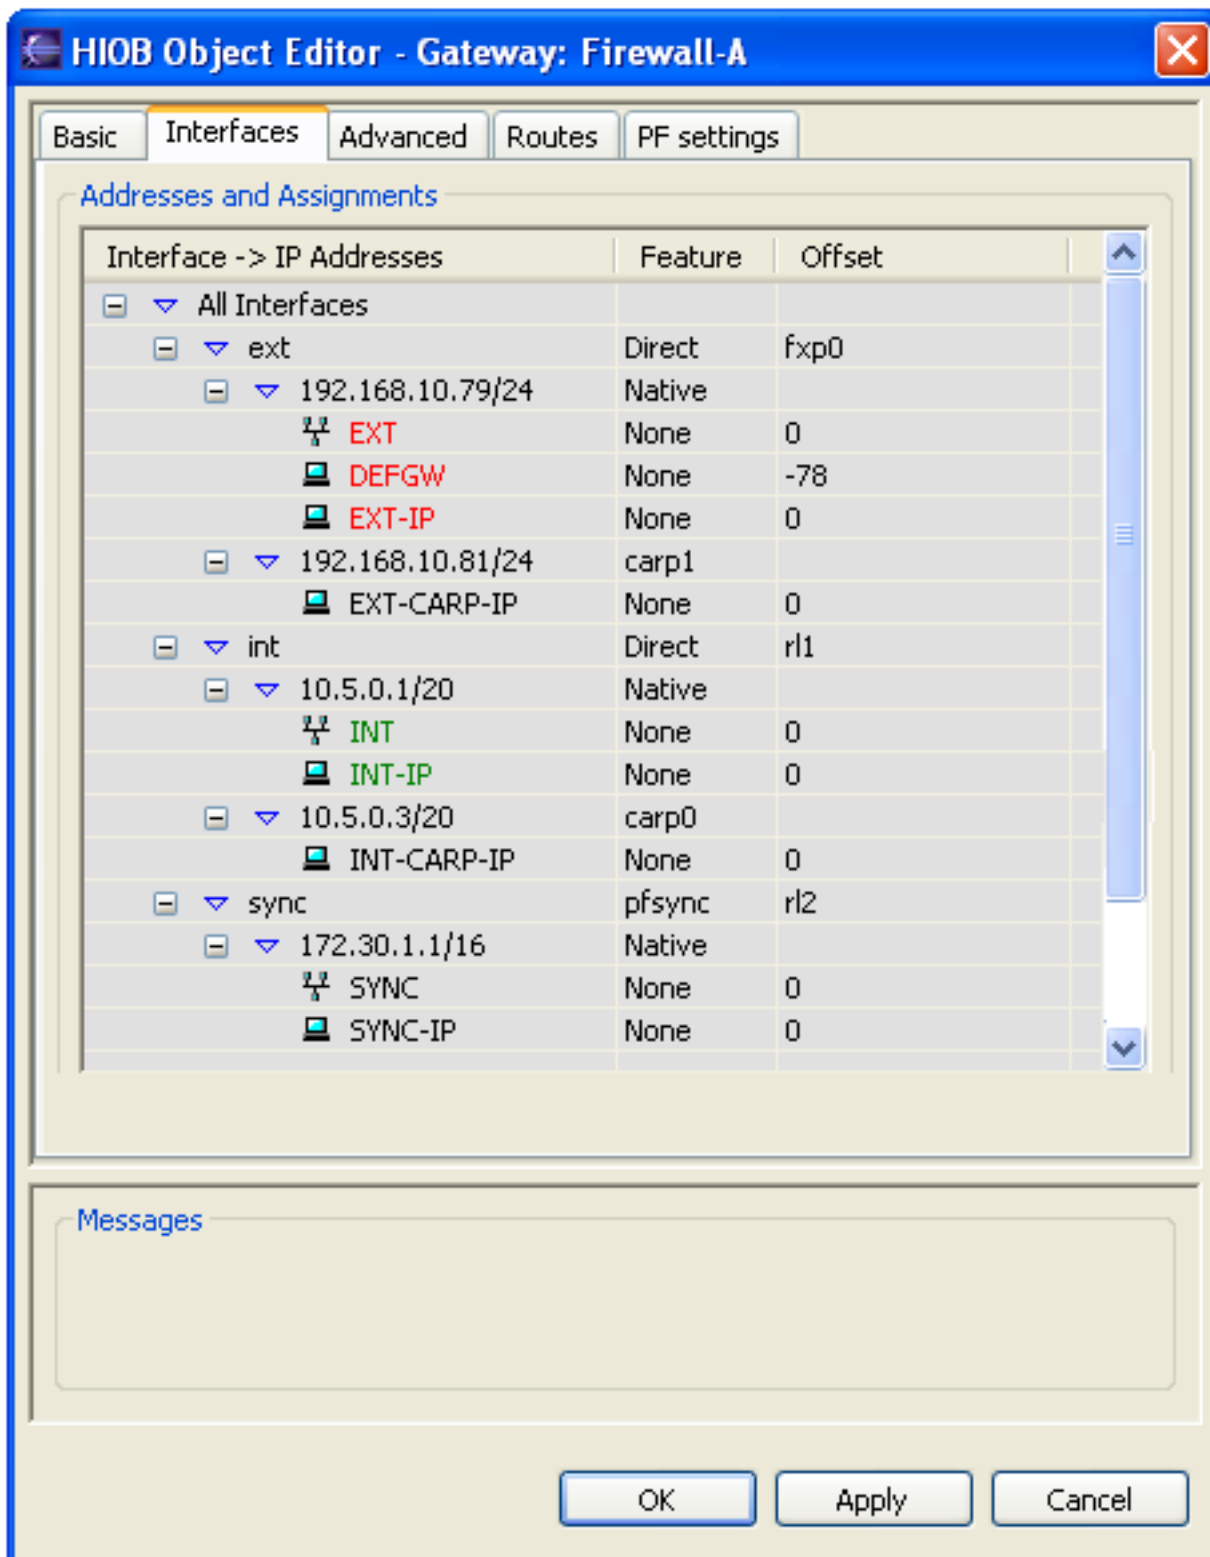 HIOB Object Editor - Gateway: Firewall-A
Basic Interfaces Advanced Routes PF settings
Addresses and Assignments
Interface -> IP Addresses Feature Offset
All Interfaces
ext Direct fxp0
192.168.10.79/24 Native
EXT None 0
DEFGW None -78
EXT-IP None 0
192.168.10.81/24 carp1
EXT-CARP-IP None 0
int Direct rl1
10.5.0.1/20 Native
INT None 0
INT-IP None 0
10.5.0.3/20 carp0
INT-CARP-IP None 0
sync pfsync rl2
172.30.1.1/16 Native
SYNC None 0
SYNC-IP None 0
Messages
OK Apply Cancel